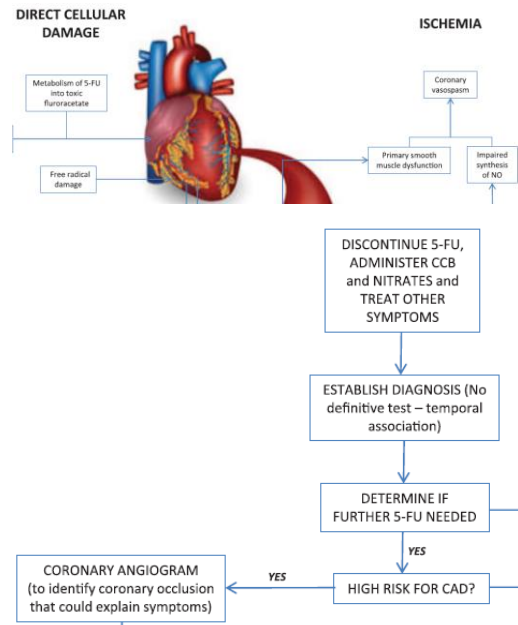 DIRECT CELLULAR
DAMAGE
ISCHEMIA
Metabolism of 5-FU
into toxic
fluroracetate
Coronary
vasospasm
Primary smooth
muscle dysfunction
Impaired
synthesis
of NO
Free radical
damage
DISCONTINUE 5-FU,
ADMINISTER CCB
and NITRATES and
TREAT OTHER
SYMPTOMS
ESTABLISH DIAGNOSIS (No
definitive test – temporal
association)
DETERMINE IF
FURTHER 5-FU NEEDED
YES
HIGH RISK FOR CAD?
YES
CORONARY ANGIOGRAM
(to identify coronary occlusion
that could explain symptoms)